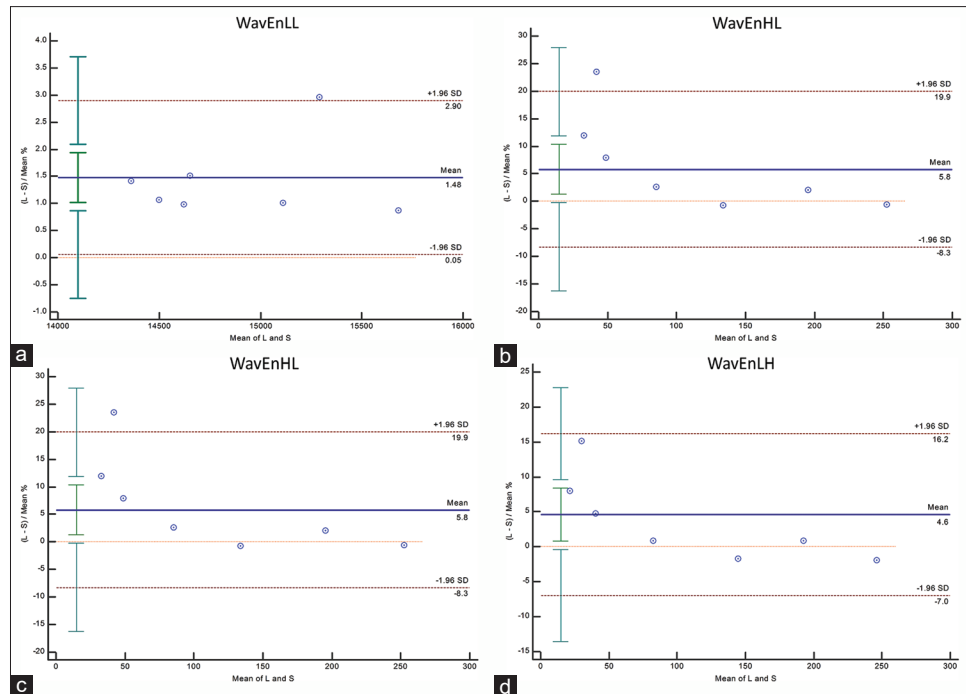 WavEnLL
4.0
3.5
3.0
2.5
2.0
1.5
1.0
0.5
0.0
-0.5
-1.0
(L - S) / Mean %
+1.96 SD
2.90
Mean
1.48
-1.96 SD
0.05
14000 14500 15000 15500 16000
Mean of L and S
a
WavEnHL
30
25
20
15
10
5
0
-5
-10
-15
-20
(L - S) / Mean %
+1.96 SD
19.9
Mean
5.8
-1.96 SD
-8.3
0 50 100 150 200 250 300
Mean of L and S
b
WavEnHL
30
25
20
15
10
5
0
-5
-10
-15
-20
(L - S) / Mean %
+1.96 SD
19.9
Mean
5.8
-1.96 SD
-8.3
0 50 100 150 200 250 300
Mean of L and S
c
WavEnLH
25
20
15
10
5
0
-5
-10
-15
(L - S) / Mean %
+1.96 SD
16.2
Mean
4.6
-1.96 SD
-7.0
0 50 100 150 200 250 300
Mean of L and S
d